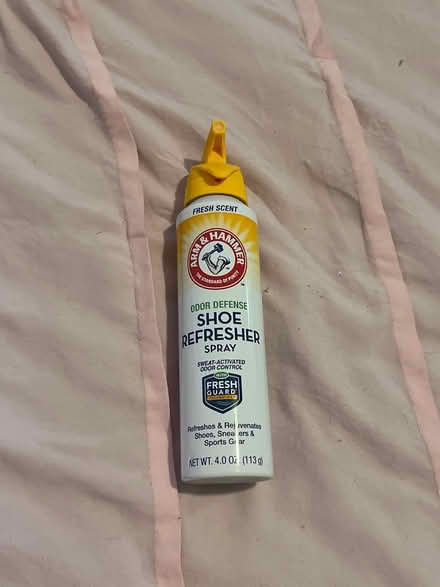 FRESH SCENT
ARM & HAMMER
THE STANDARD OF PURITY
ODOR DEFENSE
SHOE
REFRESHER
SPRAY
SWEAT-ACTIVATED
ODOR CONTROL
FRESH
GUARD
Refreshes & Rejuvenates
Shoes, Sneakers &
Sports Gear
NET WT. 4.0 OZ. (113 g)